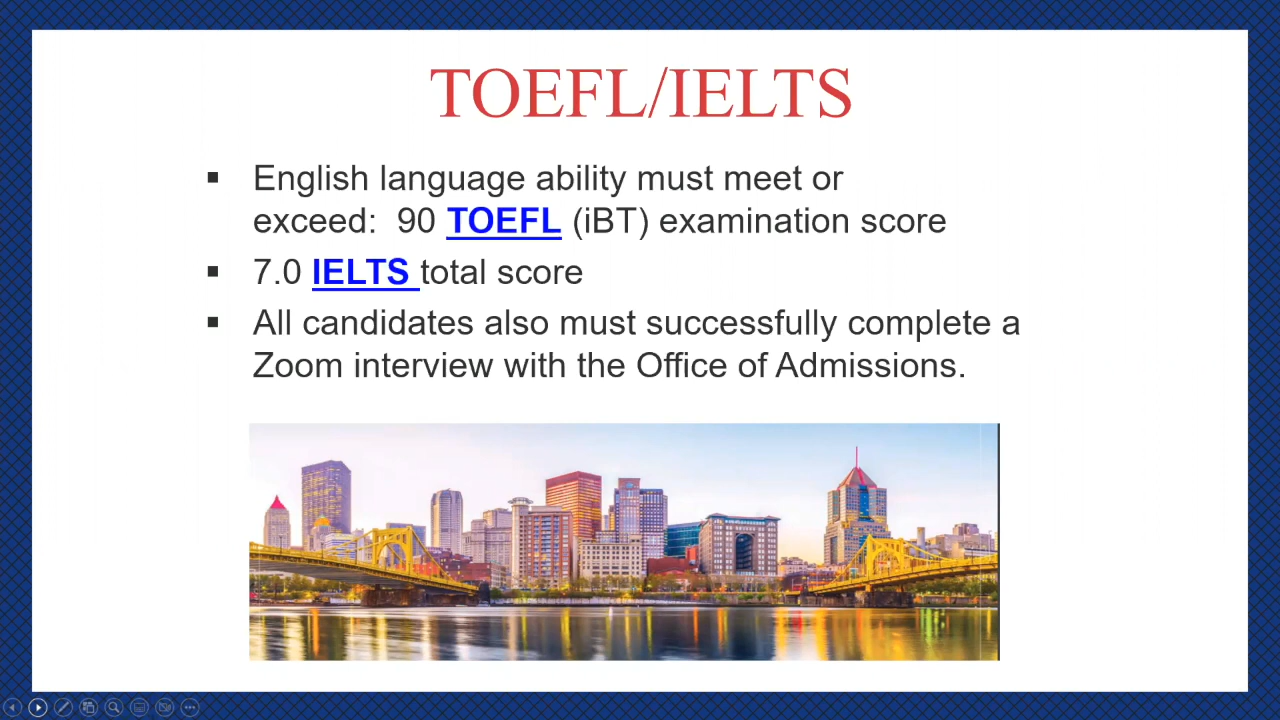 TOEFL/IELTS
▪ English language ability must meet or
exceed:  90 TOEFL (iBT) examination score
▪ 7.0 IELTS total score
▪ All candidates also must successfully complete a
Zoom interview with the Office of Admissions.